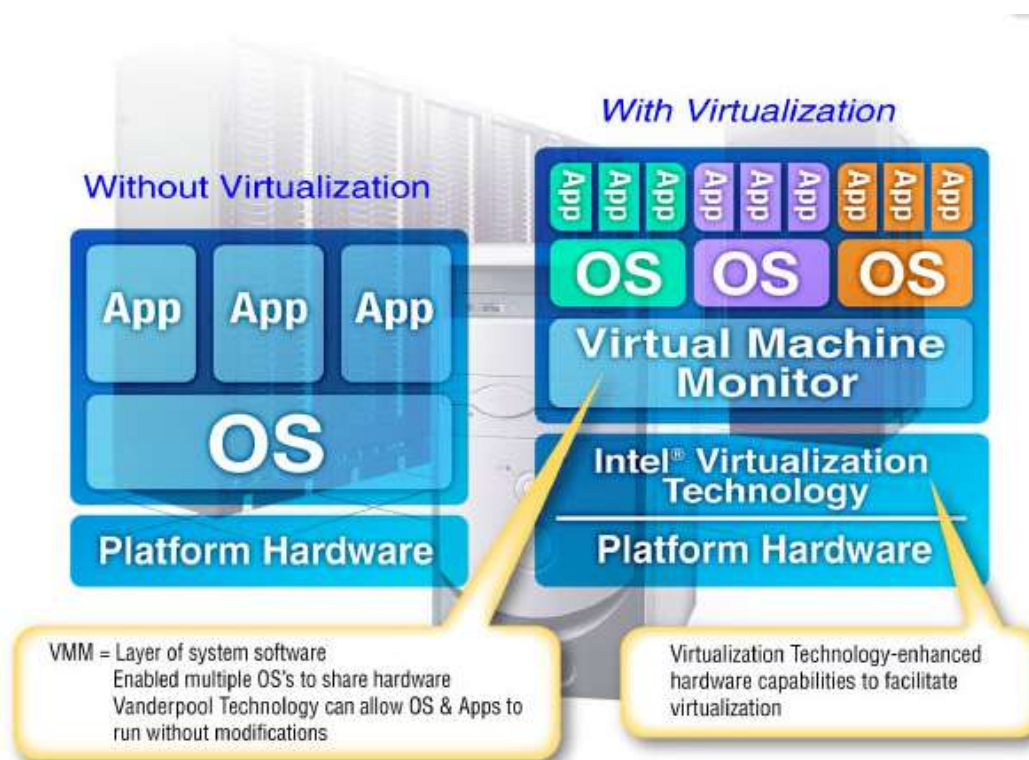 Without Virtualization
App App App
OS
Platform Hardware
With Virtualization
App App App App App App App App App
OS OS OS
Virtual Machine
Monitor
Intel® Virtualization
Technology
Platform Hardware
VMM = Layer of system software
Enabled multiple OS's to share hardware
Vanderpool Technology can allow OS & Apps to
run without modifications
Virtualization Technology-enhanced
hardware capabilities to facilitate
virtualization